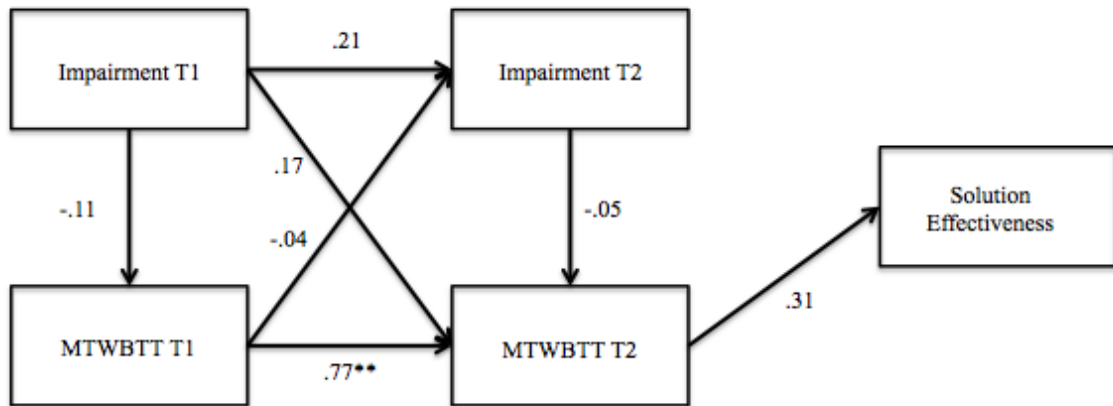 .21
Impairment T1
Impairment T2
.17
-.11
-.04
-.05
Solution
Effectiveness
.31
MTWBTT T1
MTWBTT T2
.77**